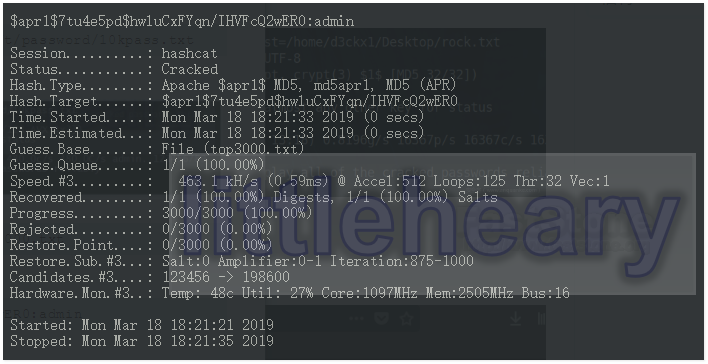 $apr1$7tu4e5pd$hwluCxFYqn/IHVFcQ2wER0:admin
Session..........: hashcat
Status...........: Cracked
Hash.Type........: Apache $apr1$ MD5, md5apr1, MD5 (APR)
Hash.Target......: $apr1$7tu4e5pd$hwluCxFYqn/IHVFcQ2wER0
Time.Started.....: Mon Mar 18 18:21:33 2019 (0 secs)
Time.Estimated...: Mon Mar 18 18:21:33 2019 (0 secs)
Guess.Base.......: File (top3000.txt)
Guess.Queue......: 1/1 (100.00%)
Speed.#3.........: 463.1 kH/s (0.59ms) @ Accel:512 Loops:125 Thr:32 Vec:1
Recovered........: 1/1 (100.00%) Digests, 1/1 (100.00%) Salts
Progress.........: 3000/3000 (100.00%)
Rejected.........: 0/3000 (0.00%)
Restore.Point....: 0/3000 (0.00%)
Restore.Sub.#3...: Salt:0 Amplifier:0-1 Iteration:875-1000
Candidates.#3....: 123456 -> 198600
Hardware.Mon.#3..: Temp: 48c Util: 27% Core:1097MHz Mem:2505MHz Bus:16
Started: Mon Mar 18 18:21:21 2019
Stopped: Mon Mar 18 18:21:35 2019
littleheary